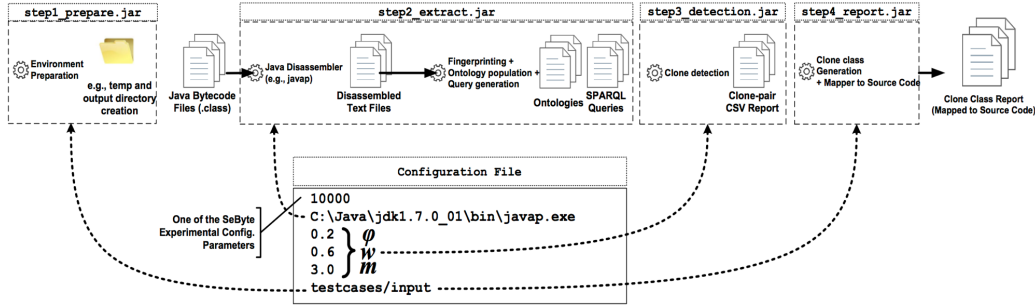 step1_prepare.jar
Environment
Preparation
e.g., temp and
output directory
creation
Java Bytecode
Files (.class)
step2_extract.jar
Java Disassembler
(e.g., javap)
Disassembled
Text Files
Fingerprinting +
Ontology population +
Query generation
Ontologies
SPARQL
Queries
step3_detection.jar
Clone detection
Clone-pair
CSV Report
step4_report.jar
Clone class
Generation
+ Mapper to Source Code
Clone Class Report
(Mapped to Source Code)
Configuration File
10000
C:\Java\jdk1.7.0_01\bin\javap.exe
0.2 φ
0.6 w
3.0 m
testcases/input
One of the SeByte
Experimental Config.
Parameters